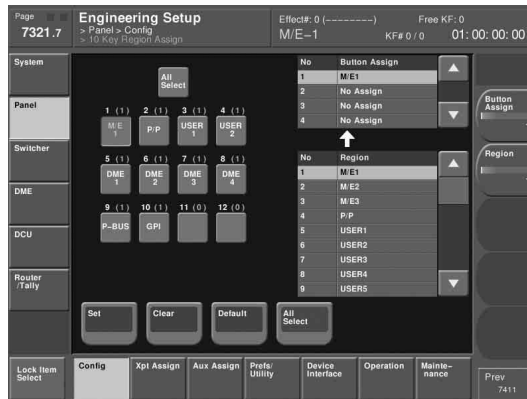 Page
7321.7
Engineering Setup
> Panel > Config
> 10 Key Region Assign
Effect#: 0 (--------)
Free KF: 0
M/E-1
KF# 0 / 0
01: 00: 00: 00
System
Panel
Switcher
DME
DCU
Router
/Tally
Lock Item
Select
All
Select
1 (1) 2 (1) 3 (1) 4 (1)
M/E
1
P/P
USER
1
USER
2
5 (1) 6 (1) 7 (1) 8 (1)
DME
1
DME
2
DME
3
DME
4
9 (1) 10 (1) 11 (0) 12 (0)
P-BUS
GPI
No Button Assign
1 M/E1
2 No Assign
3 No Assign
4 No Assign
No Region
1 M/E1
2 M/E2
3 M/E3
4 P/P
5 USER1
6 USER2
7 USER3
8 USER4
9 USER5
Button
Assign
Region
Set
Clear
Default
All
Select
Config
Xpt Assign
Aux Assign
Prefs/
Utility
Device
Interface
Operation
Mainte-
nance
Prev
7411